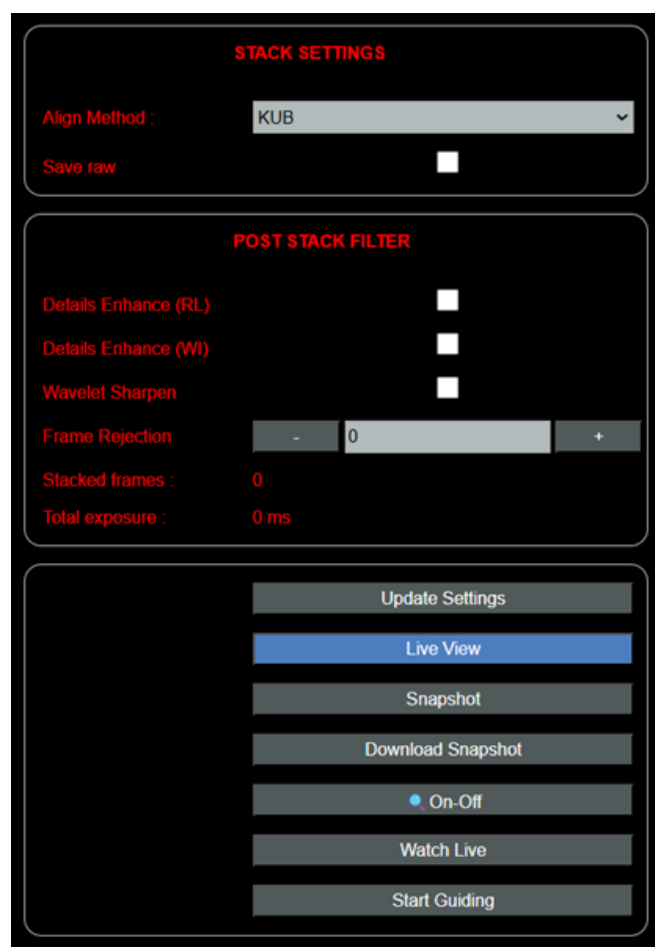 STACK SETTINGS
Align Method : KUB
Save raw
POST STACK FILTER
Details Enhance (RL)
Details Enhance (WI)
Wavelet Sharpen
Frame Rejection - 0 +
Stacked frames : 0
Total exposure : 0 ms
Update Settings
Live View
Snapshot
Download Snapshot
On-Off
Watch Live
Start Guiding